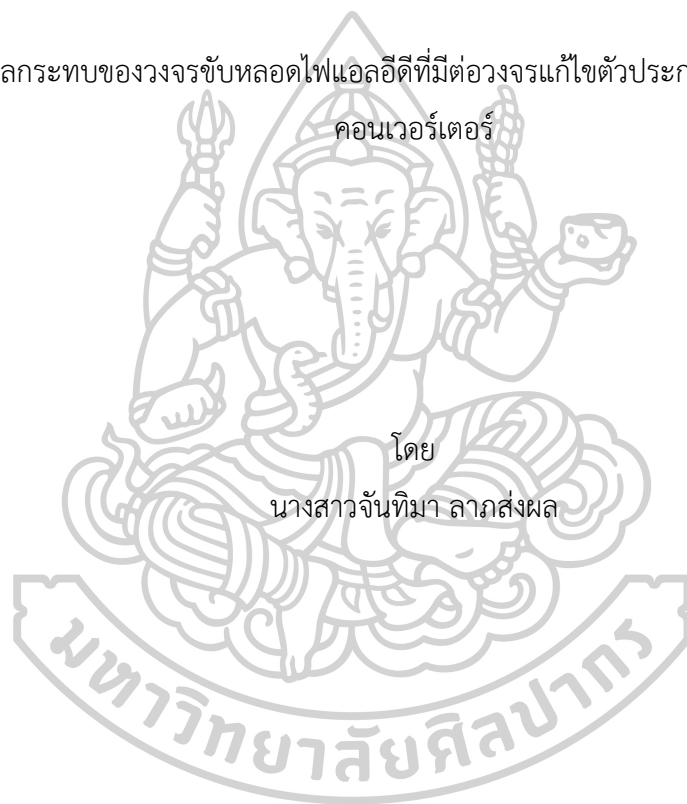 ลกระทบของวงจรขับหลอดไฟแอลอีดีที่มีต่อวงจรแก้ไขตัวประก
คอนเวอร์เตอร์
โดย
นางสาวจันทิมา ลาภส่งผล
มหาวิทยาลัยศิลปากร